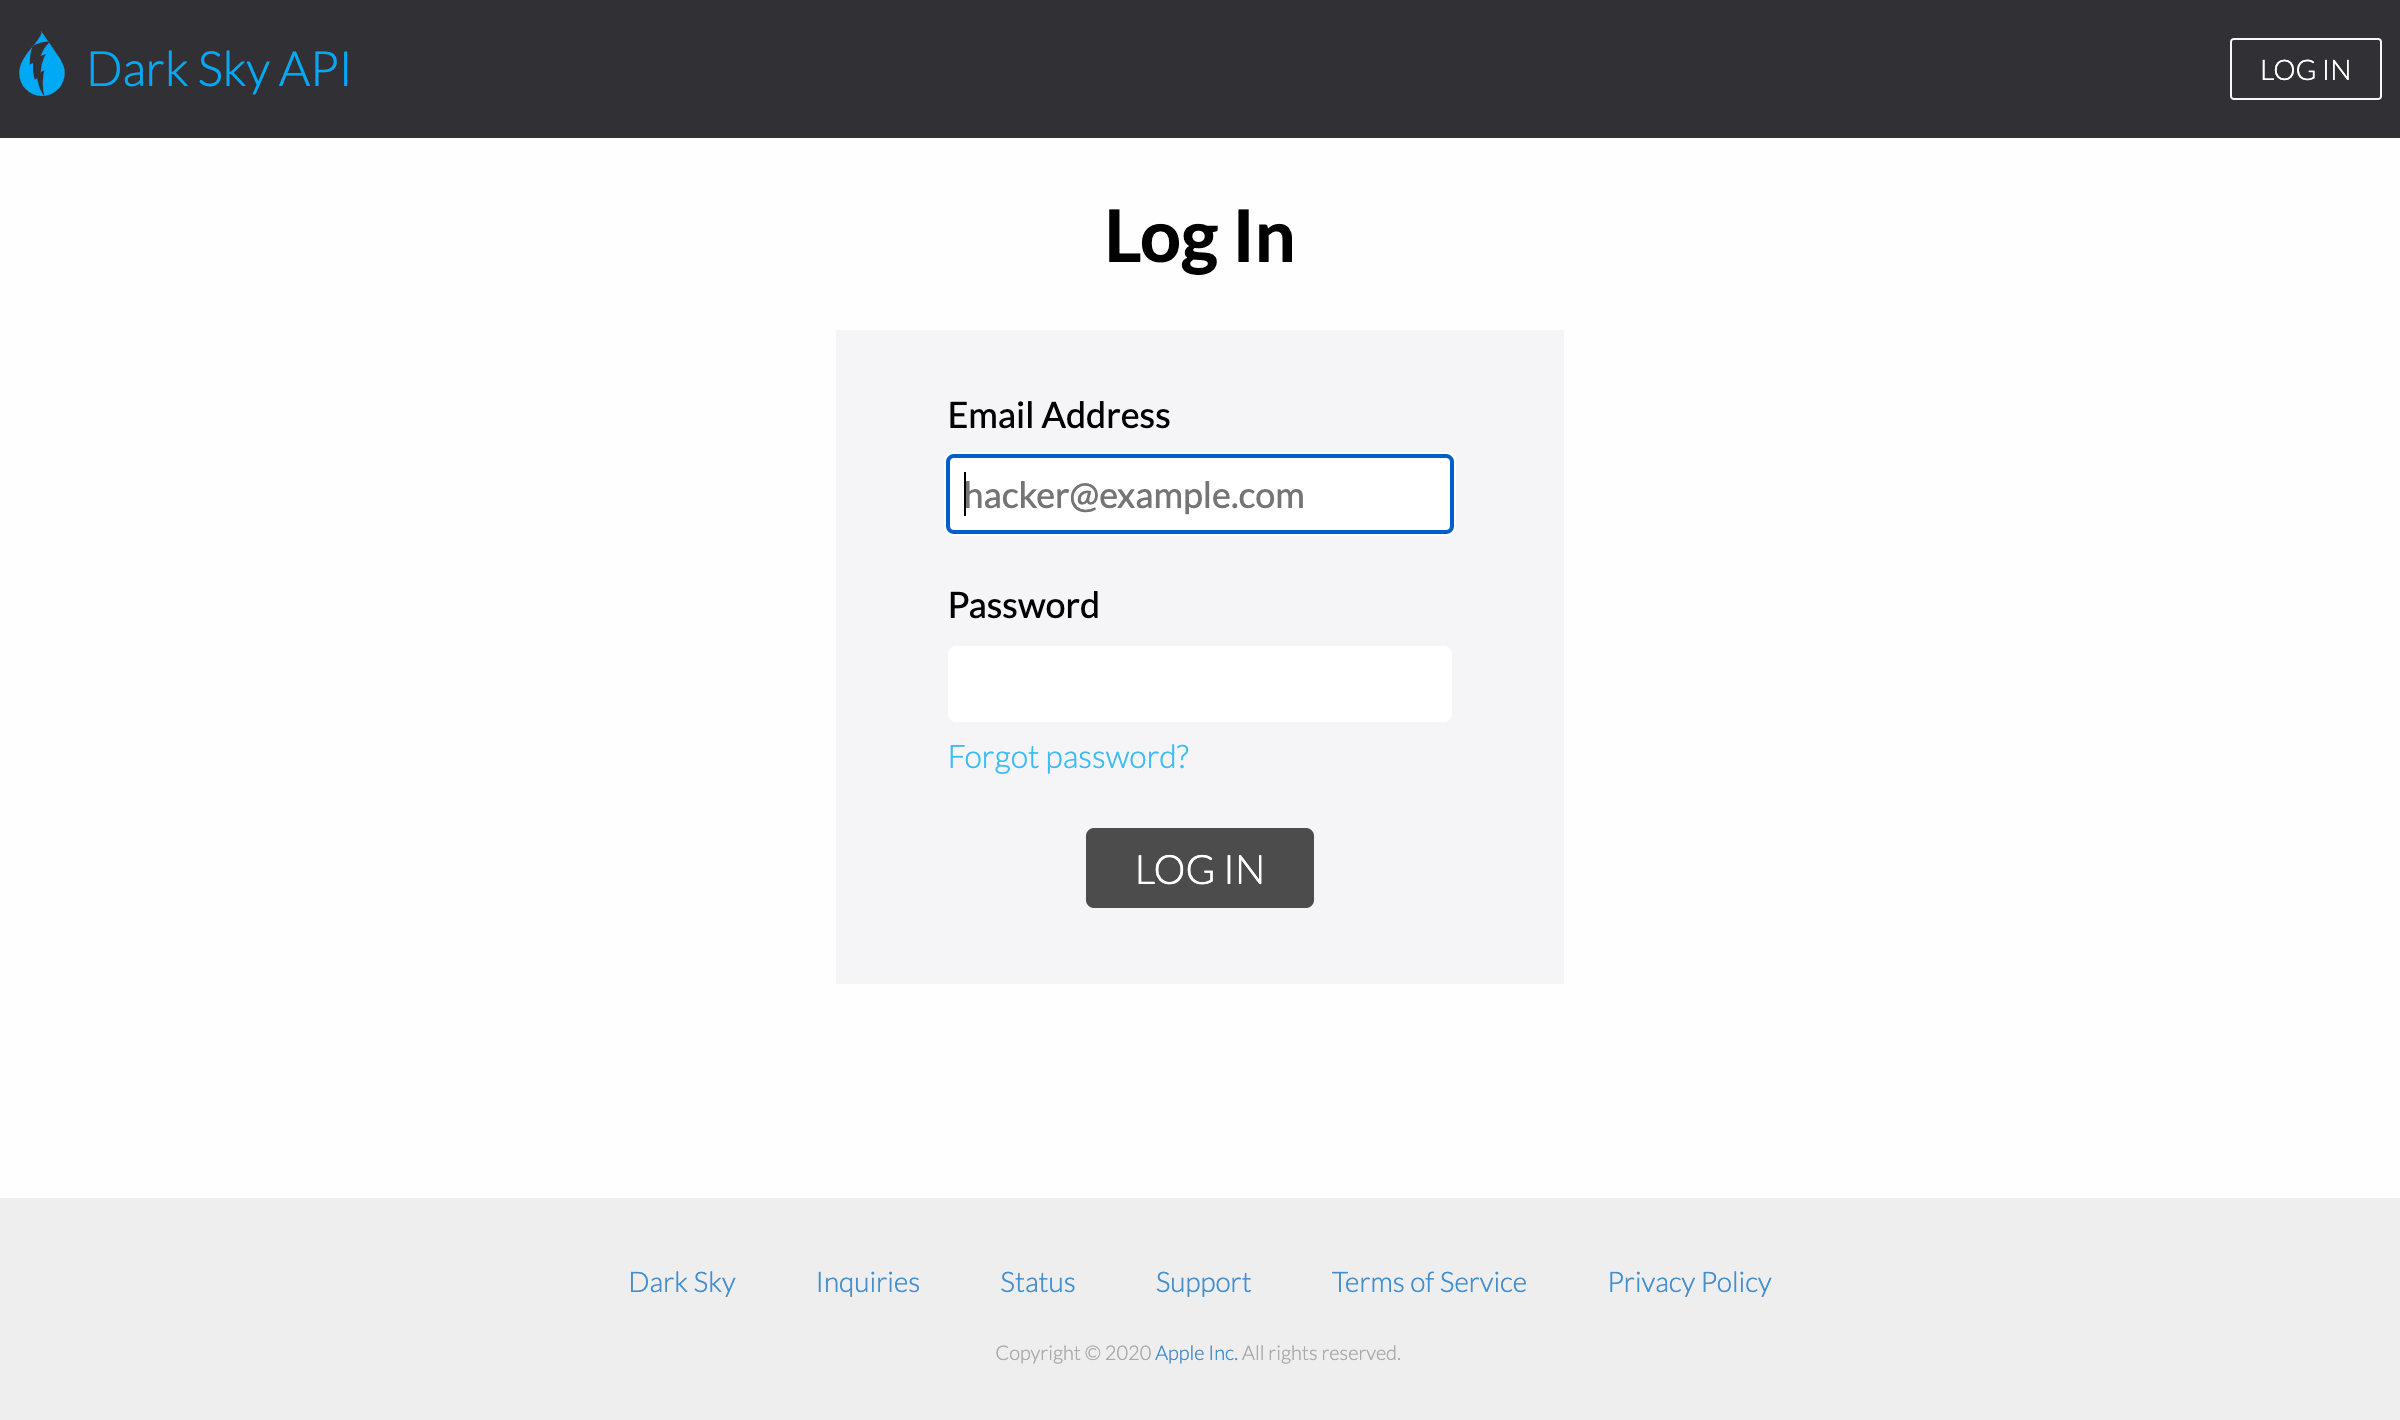 Dark Sky API
LOG IN
Log In
Email Address
hacker@example.com
Password
Forgot password?
LOG IN
Dark Sky Inquiries Status Support Terms of Service Privacy Policy
Copyright © 2020 Apple Inc. All rights reserved.